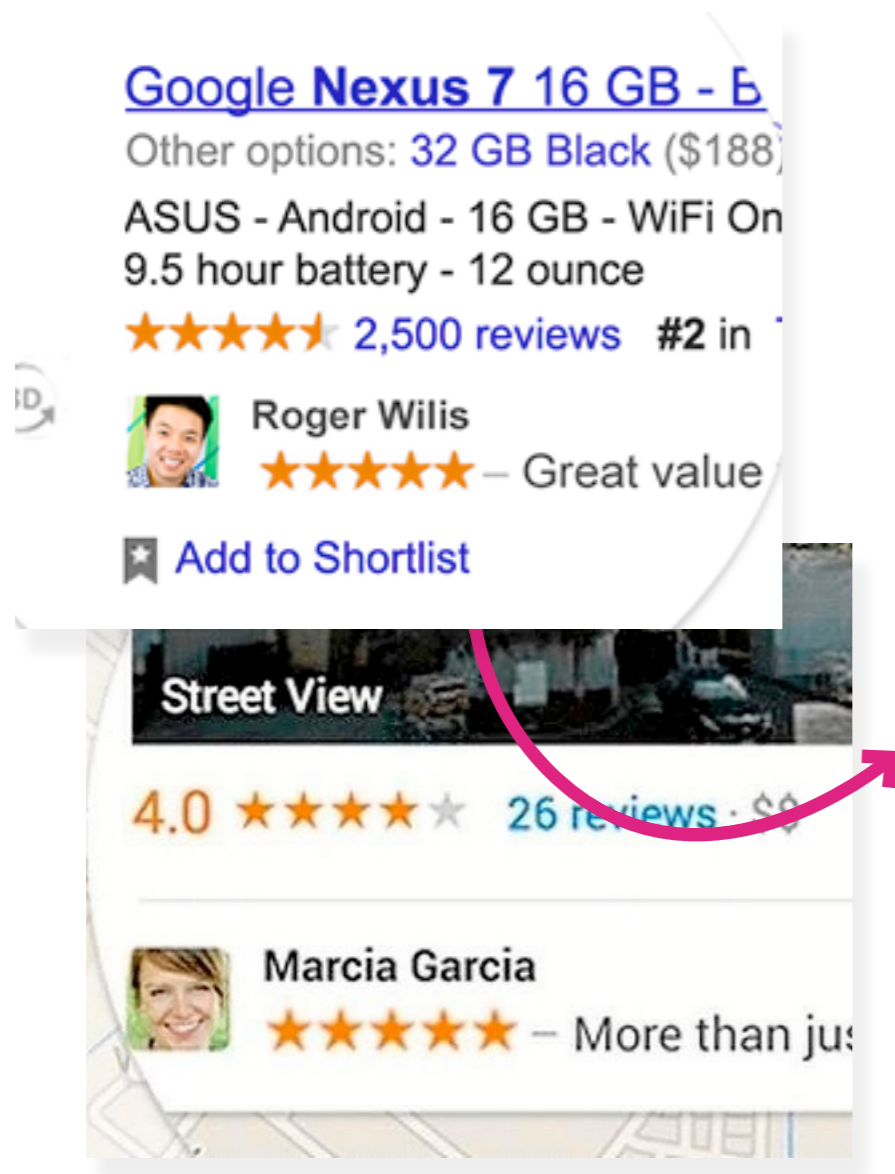 Google Nexus 7 16 GB - B
Other options: 32 GB Black ($188)
ASUS - Android - 16 GB - WiFi On
9.5 hour battery - 12 ounce
2,500 reviews #2 in
3D
Roger Wilis
– Great value
Add to Shortlist
Street View
4.0 26 reviews · $$
Marcia Garcia
– More than jus